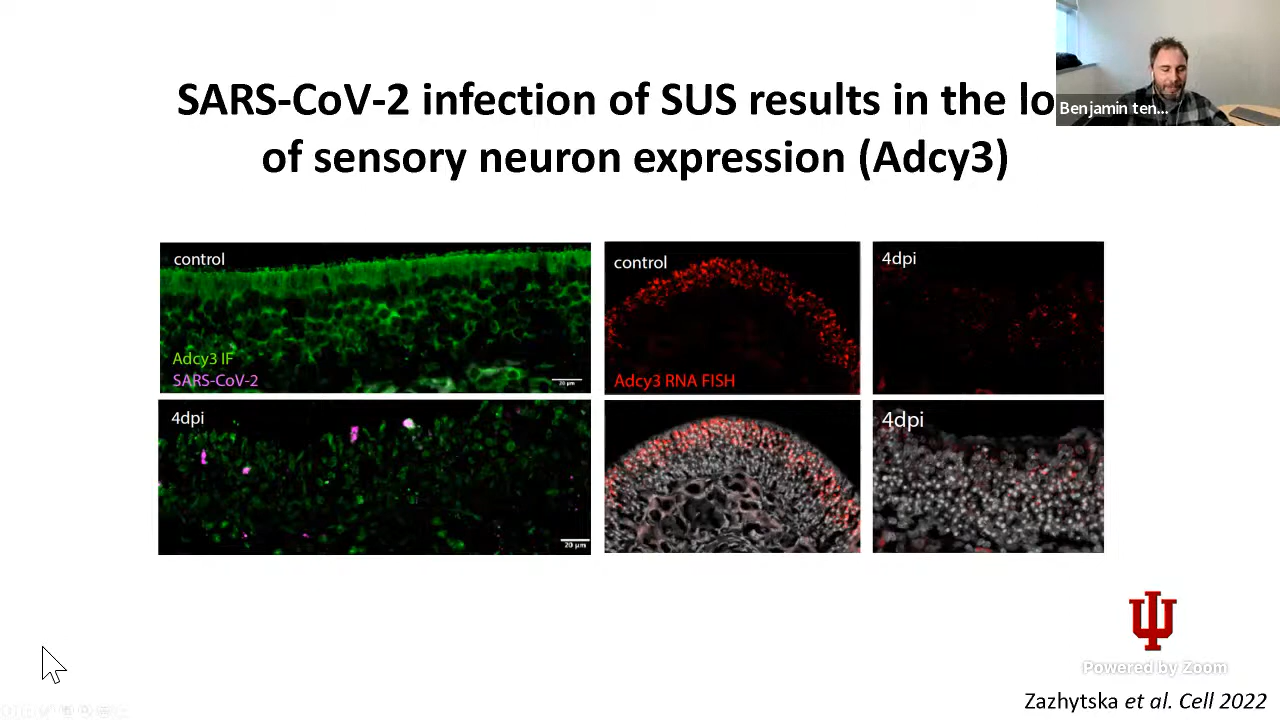 SARS-CoV-2 infection of SUS results in the lo
of sensory neuron expression (Adcy3)
Benjamin ten...
control
Adcy3 IF
SARS-CoV-2
20 μm
control
Adcy3 RNA FISH
4dpi
4dpi
20 μm
4dpi
Powered by Zoom
Zazhytska et al. Cell 2022